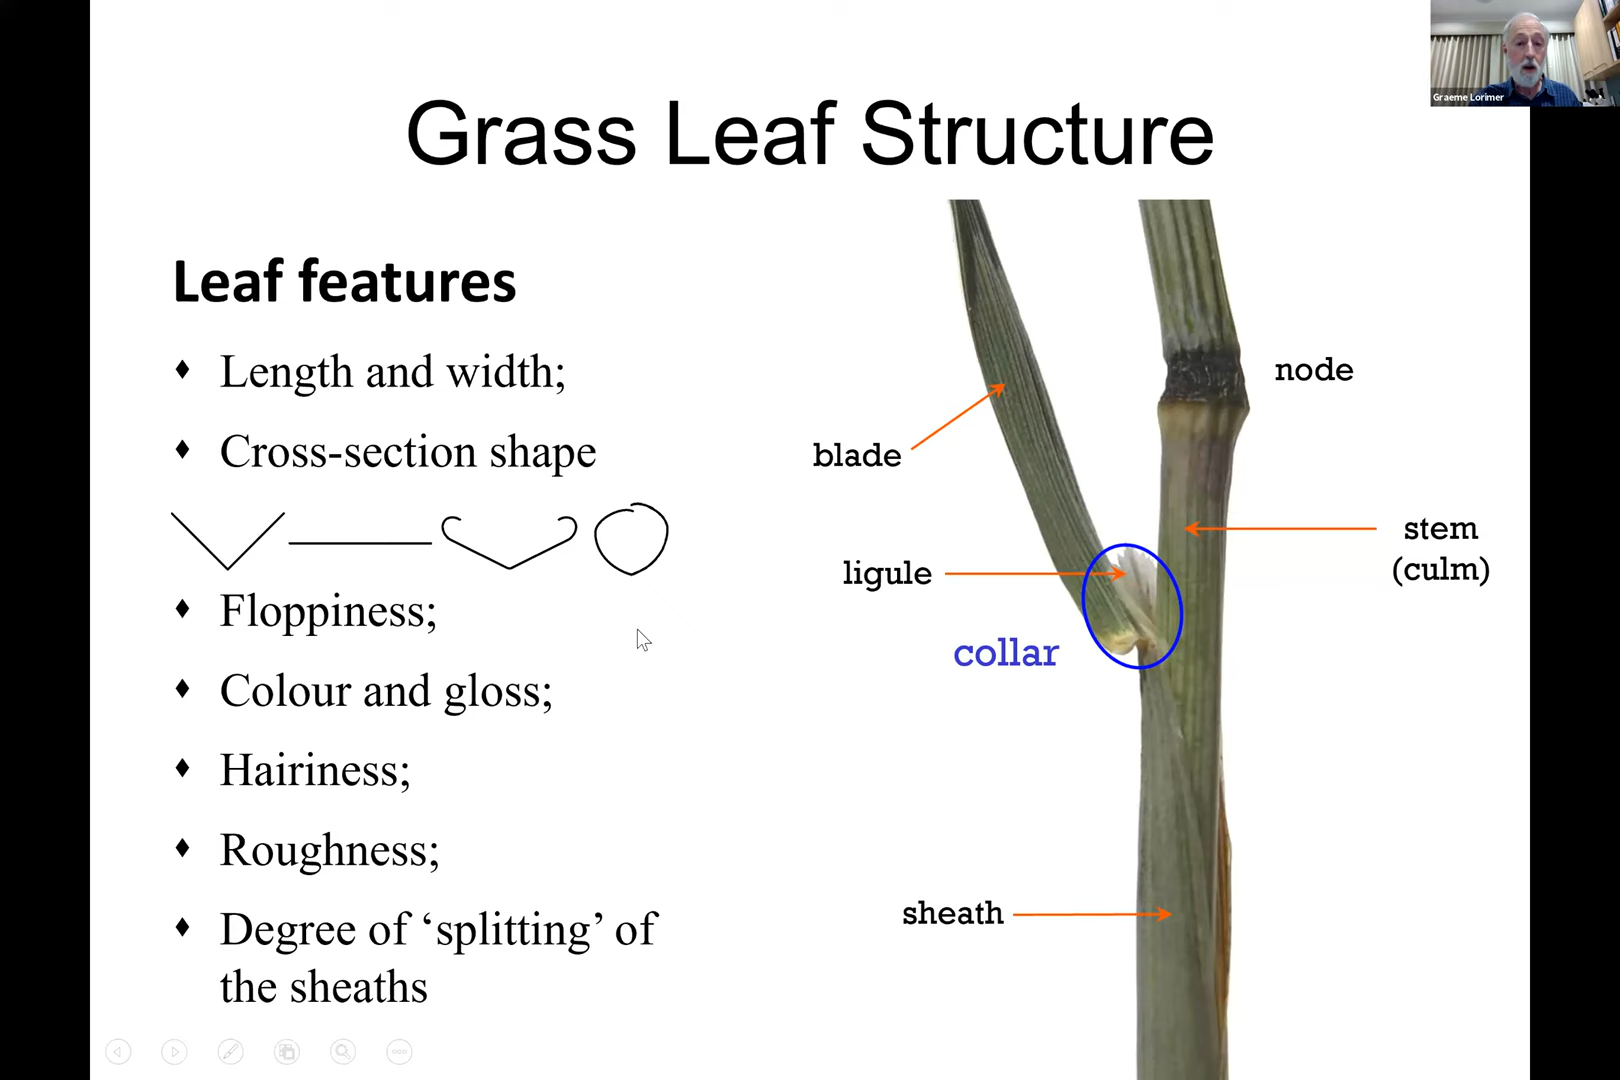 Graeme Lorimer
Grass Leaf Structure
Leaf features
Length and width;
Cross-section shape
Floppiness;
Colour and gloss;
Hairiness;
Roughness;
Degree of ‘splitting’ of
the sheaths
node
blade
stem
(culm)
ligule
collar
sheath